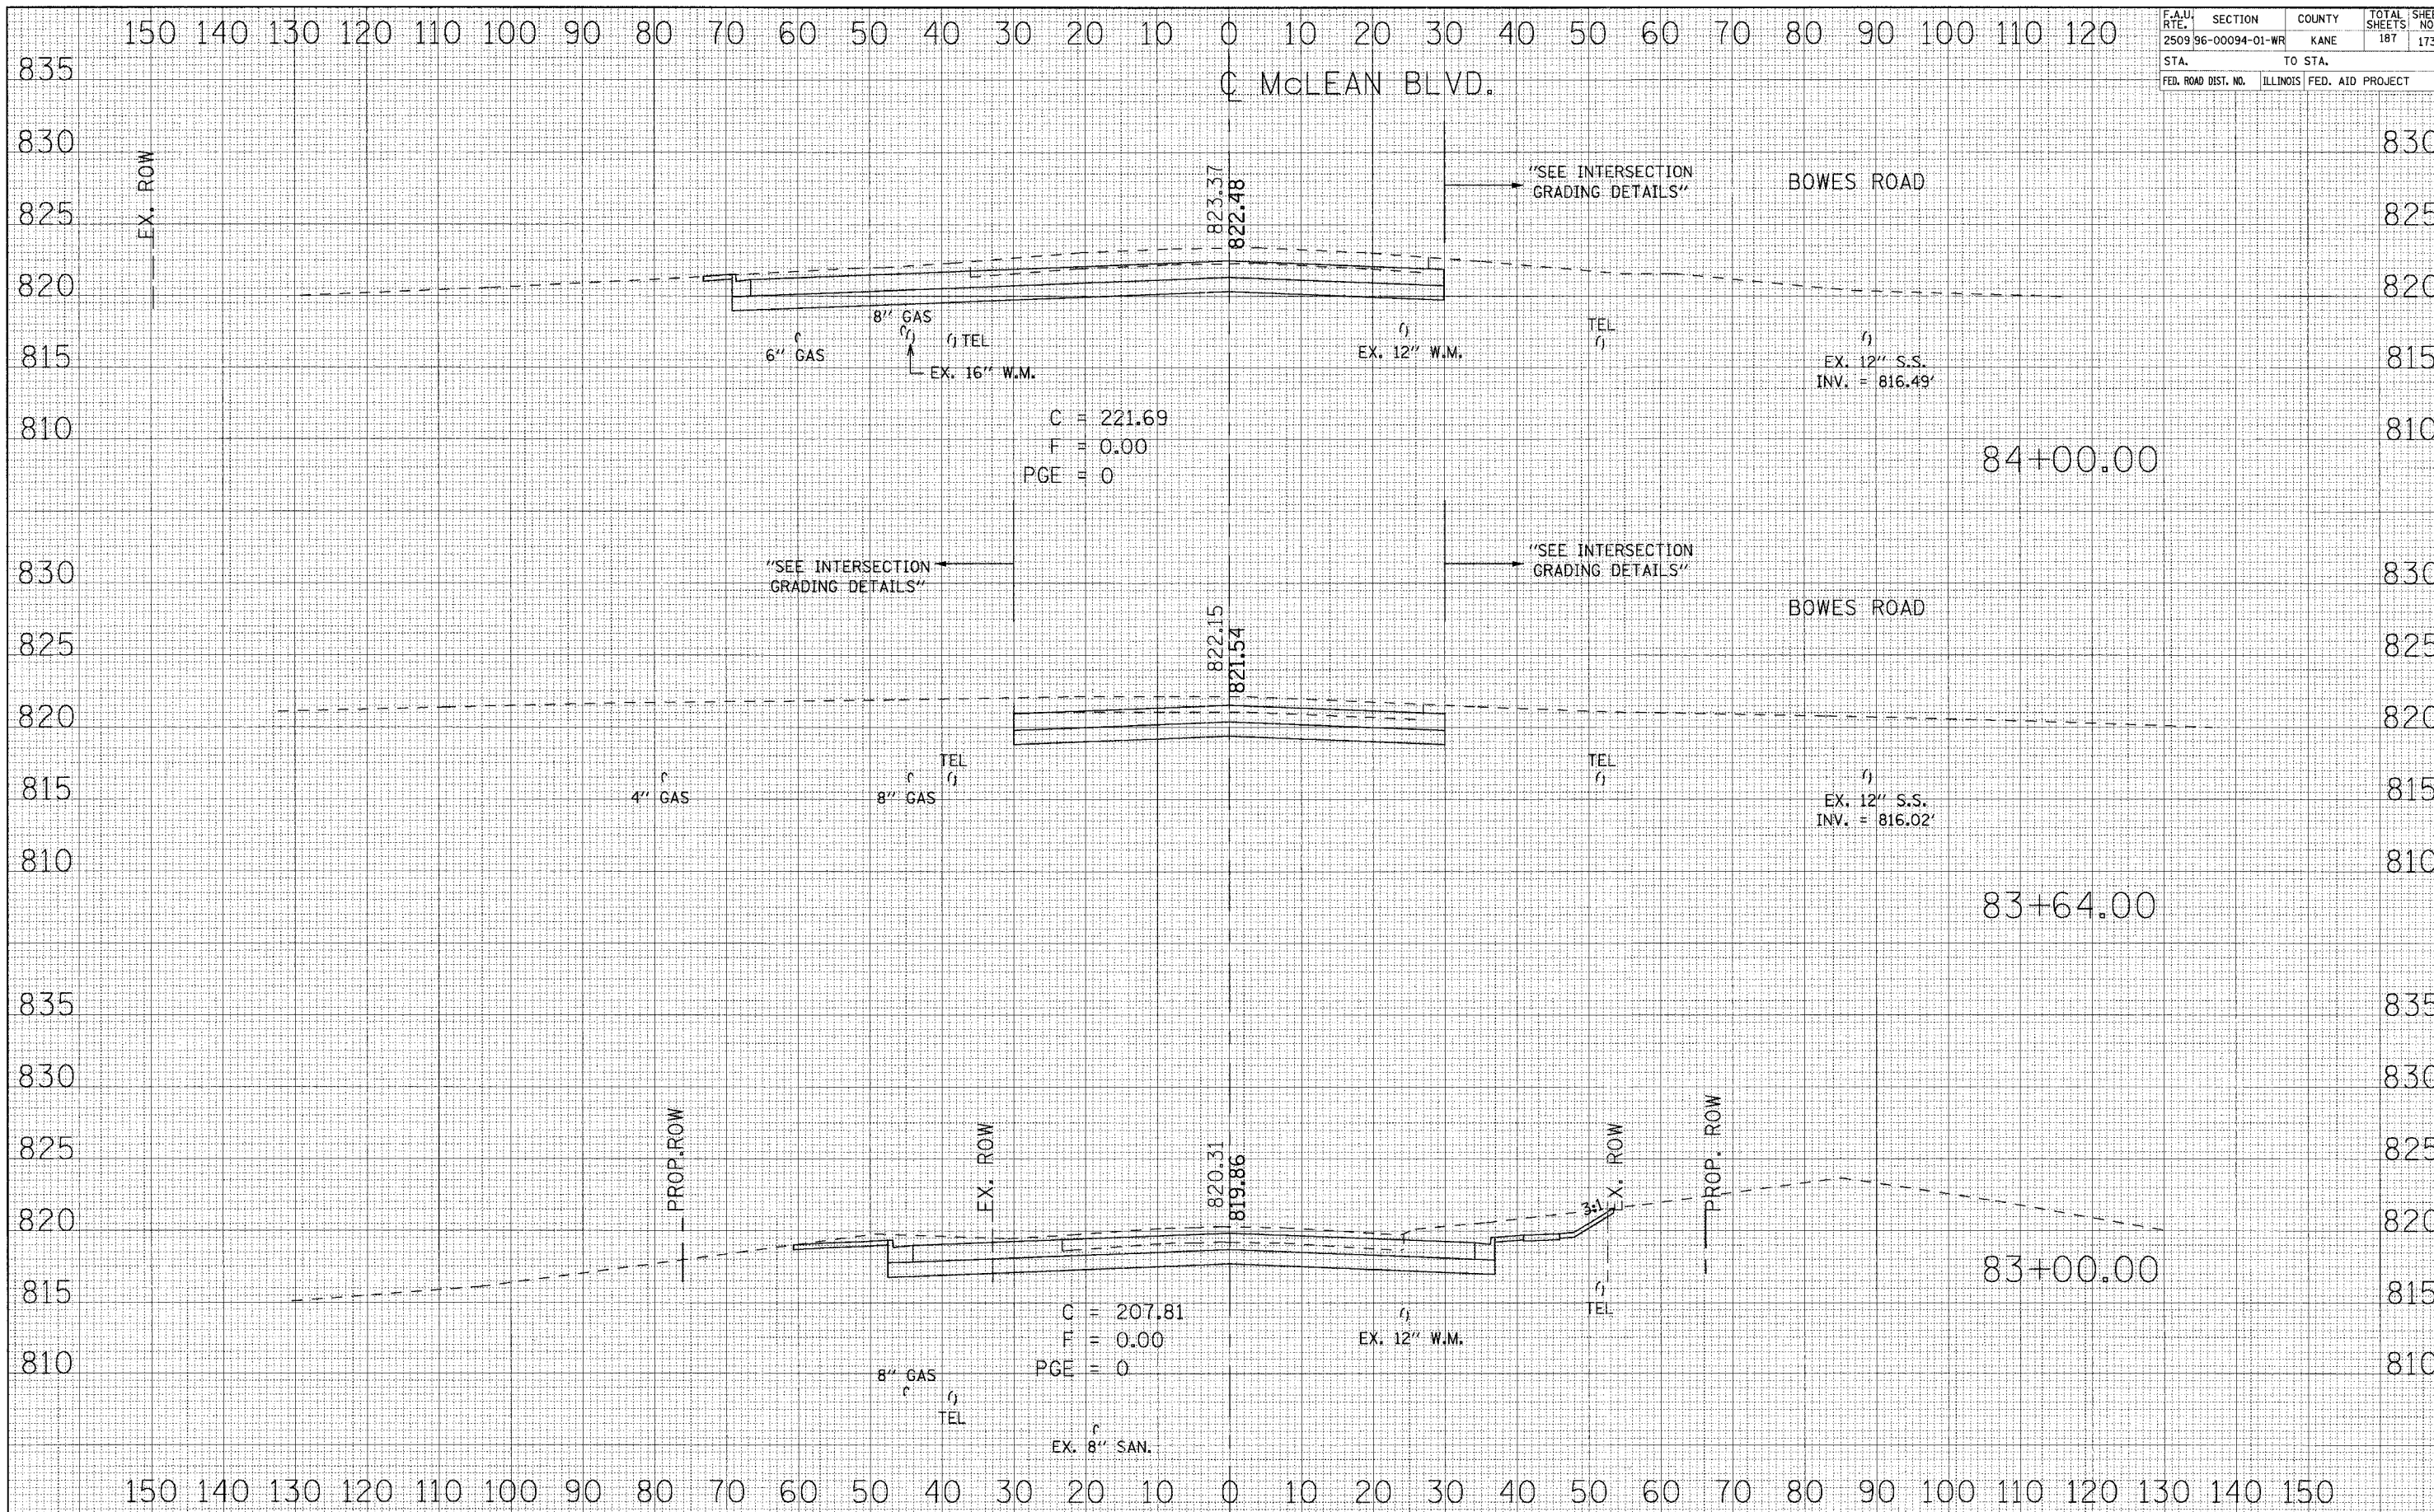 150 140 130 120 110 100 90 80 70 60 50 40 30 20 10 0 10 20 30 40 50 60 70 80 90 100 110 120
F.A.U. RTE. SECTION COUNTY TOTAL SHEETS
2509 96-00094-01-WR KANE 187
STA. TO STA.
FED. ROAD DIST. NO. ILLINOIS FED. AID PROJECT
835
℄ McLEAN BLVD.
830
EX. ROW
823.37
822.48
"SEE INTERSECTION
GRADING DETAILS"
BOWES ROAD
825
820
8" GAS
6" GAS
TEL
EX. 16" W.M.
EX. 12" W.M.
TEL
EX. 12" S.S.
INV. = 816.49'
815
C = 221.69
F = 0.00
PGE = 0
810
84+00.00
"SEE INTERSECTION
GRADING DETAILS"
"SEE INTERSECTION
GRADING DETAILS"
830
BOWES ROAD
822.15
821.54
825
820
TEL
TEL
815
4" GAS
8" GAS
EX. 12" S.S.
INV. = 816.02'
810
83+64.00
835 835
830 830
PROP.ROW
EX. ROW
820.31
819.86
EX. ROW
PROP. ROW
825
820
3:1
83+00.00
815
C = 207.81
F = 0.00
PGE = 0
EX. 12" W.M.
TEL
810
8" GAS
TEL
EX. 8" SAN.
150 140 130 120 110 100 90 80 70 60 50 40 30 20 10 0 10 20 30 40 50 60 70 80 90 100 110 120 130 140 150